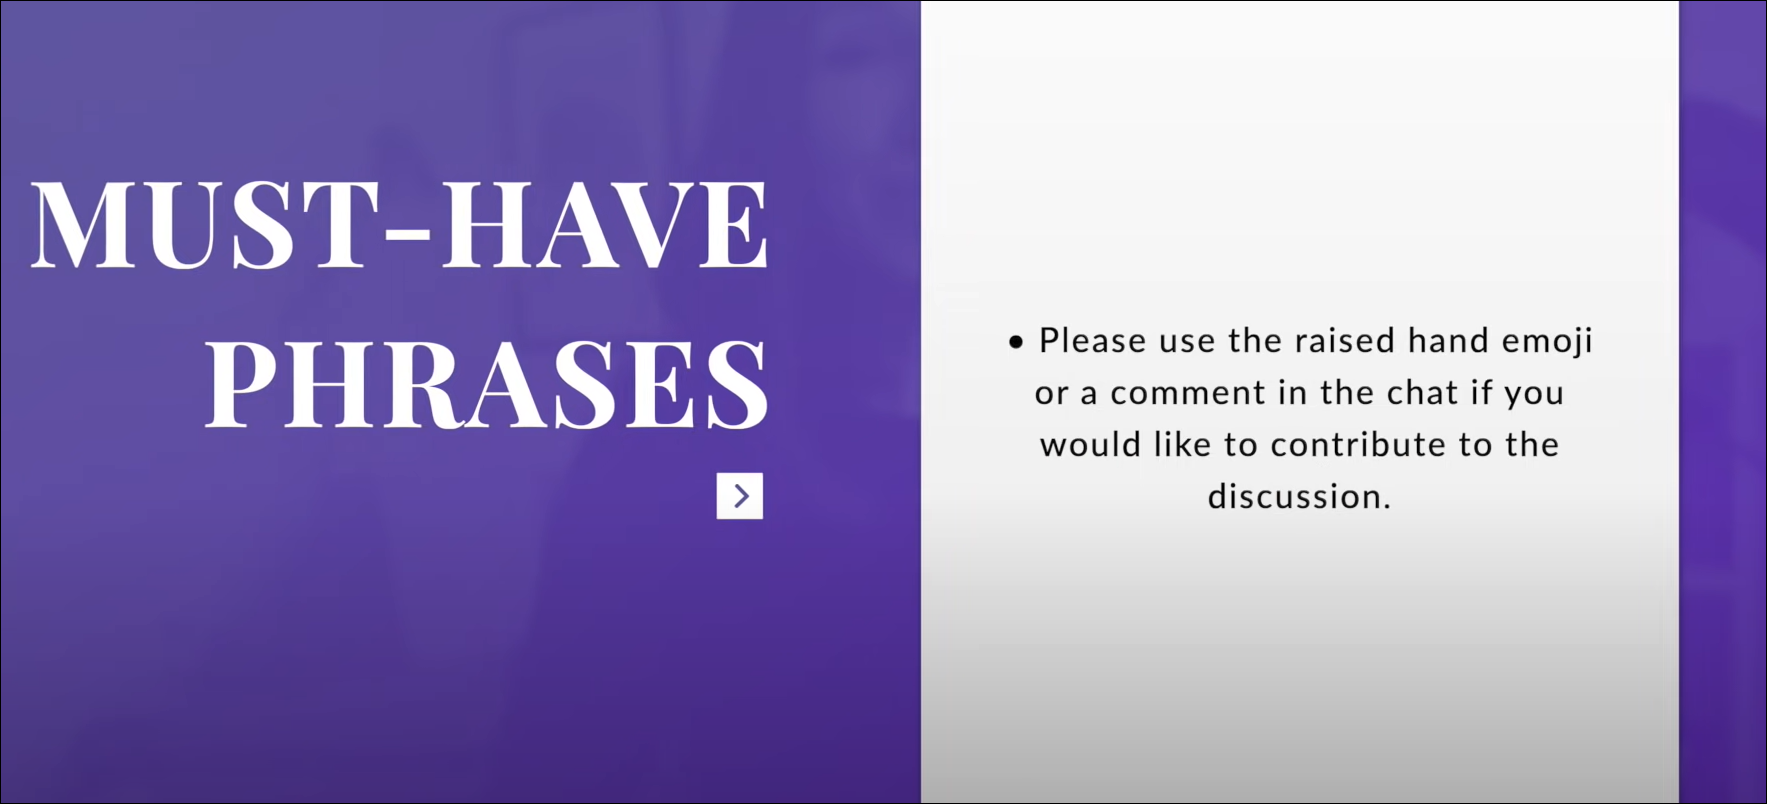 MUST-HAVE
PHRASES
• Please use the raised hand emoji
or a comment in the chat if you
would like to contribute to the
discussion.